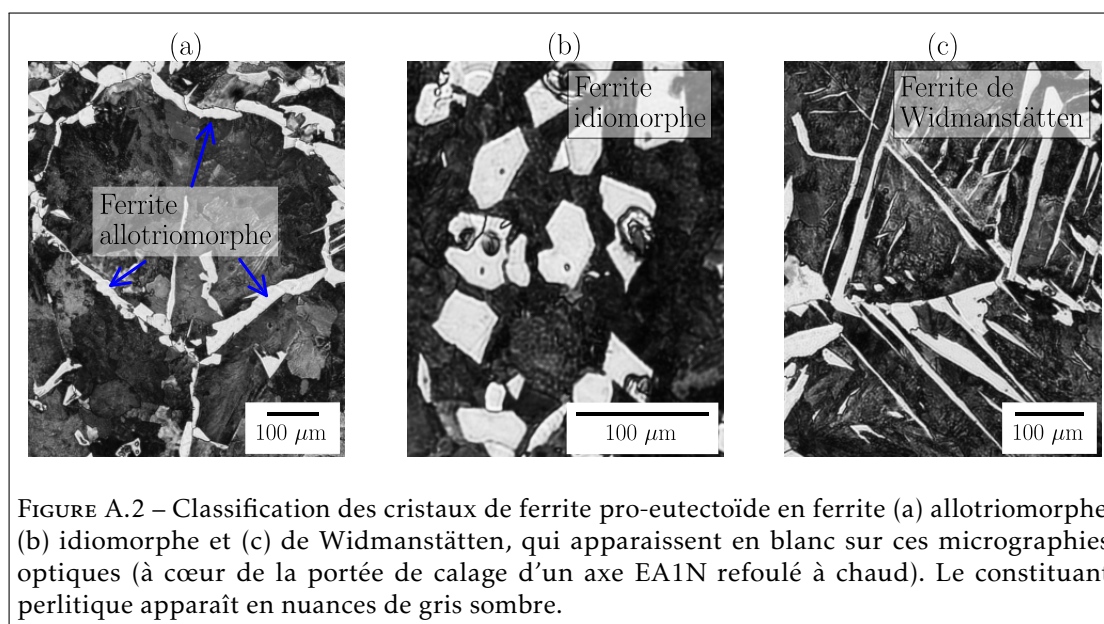 (a)
(b)
(c)
Ferrite
allotriomorphe
100 μm
Ferrite
idiomorphe
100 μm
Ferrite de
Widmanstätten
100 μm
FIGURE A.2 – Classification des cristaux de ferrite pro-eutectoïde en ferrite (a) allotriomorphe
(b) idiomorphe et (c) de Widmanstätten, qui apparaissent en blanc sur ces micrographies
optiques (à cœur de la portée de calage d'un axe EA1N refoulé à chaud). Le constituant
perlitique apparaît en nuances de gris sombre.